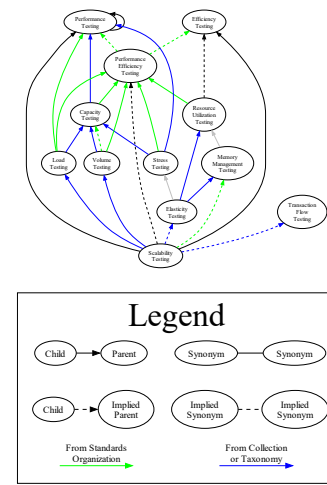 Performance
Testing
Efficiency
Testing
Performance
Efficiency
Testing
Capacity
Testing
Resource
Utilization
Testing
Load
Testing
Volume
Testing
Stress
Testing
Memory
Management
Testing
Elasticity
Testing
Transaction
Flow
Testing
Scalability
Testing
Legend
Child
Parent
Synonym
Synonym
Child
Implied
Parent
Implied
Synonym
Implied
Synonym
From Standards
Organization
From Collection
or Taxonomy